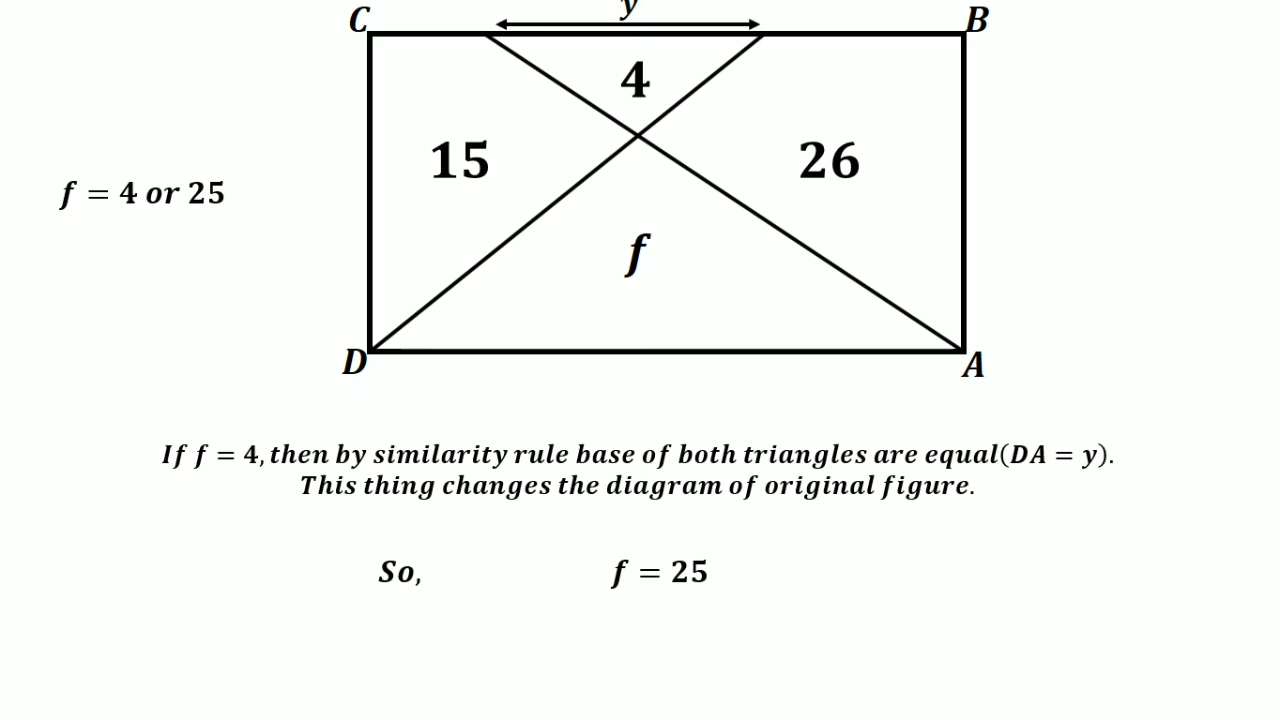 y
C
B
4
15
26
f = 4 or 25
f
D
A
If f = 4, then by similarity rule base of both triangles are equal(DA = y).
This thing changes the diagram of original figure.
So, f = 25